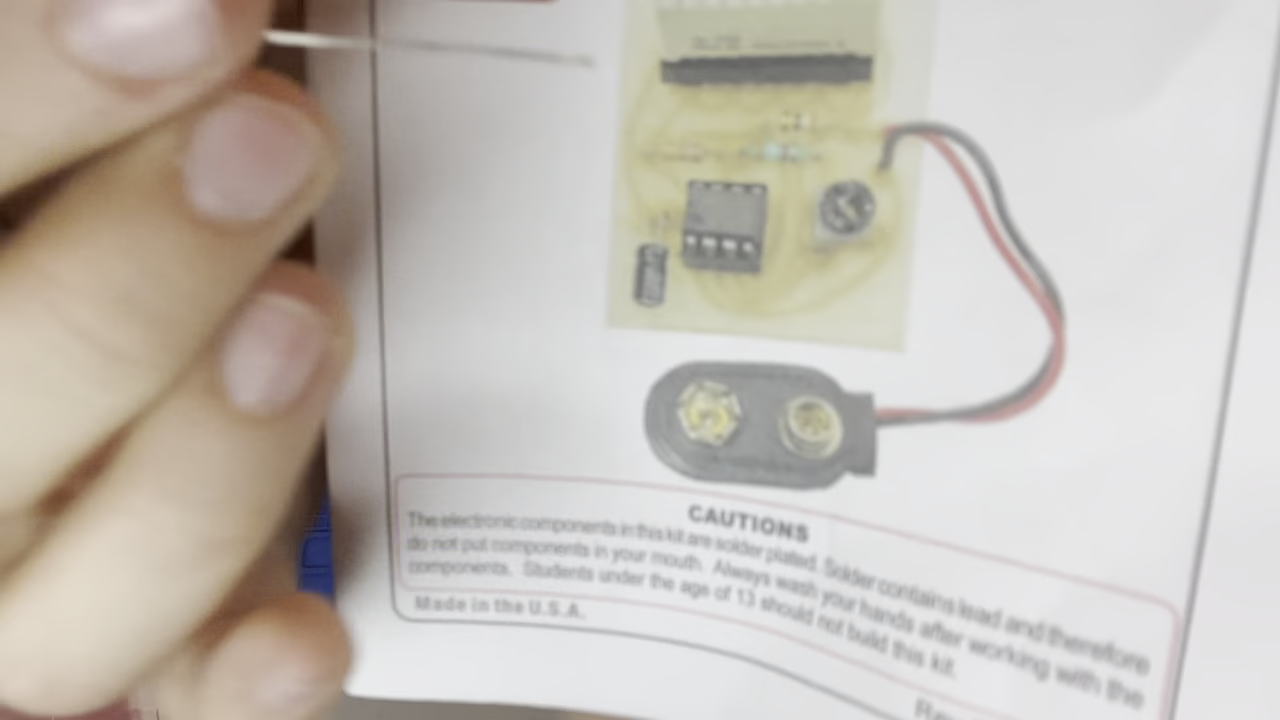 CAUTIONS
The electronic components in this kit are solder plated. Solder contains lead and therefore
do not put components in your mouth. Always wash your hands after working with the
components. Students under the age of 13 should not build this kit.
Made in the U.S.A.